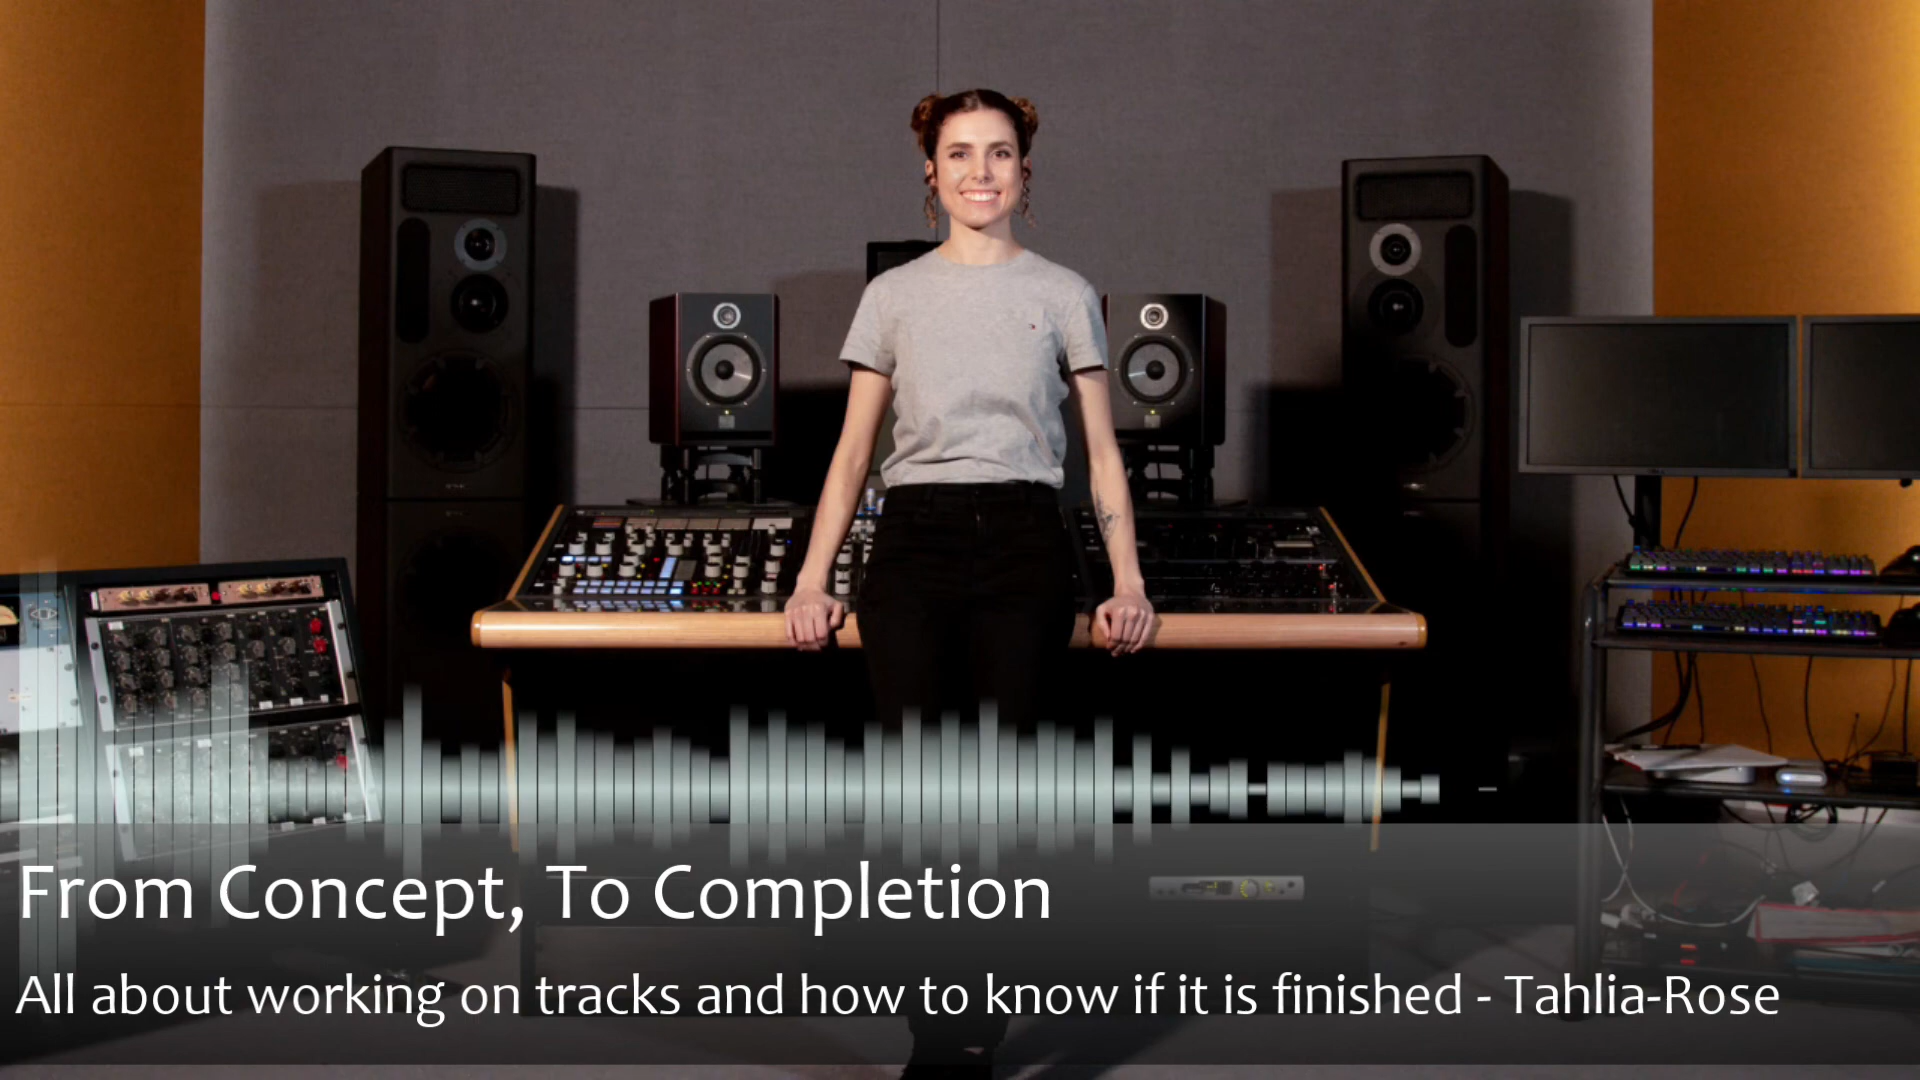 From Concept, To Completion
All about working on tracks and how to know if it is finished - Tahlia-Rose